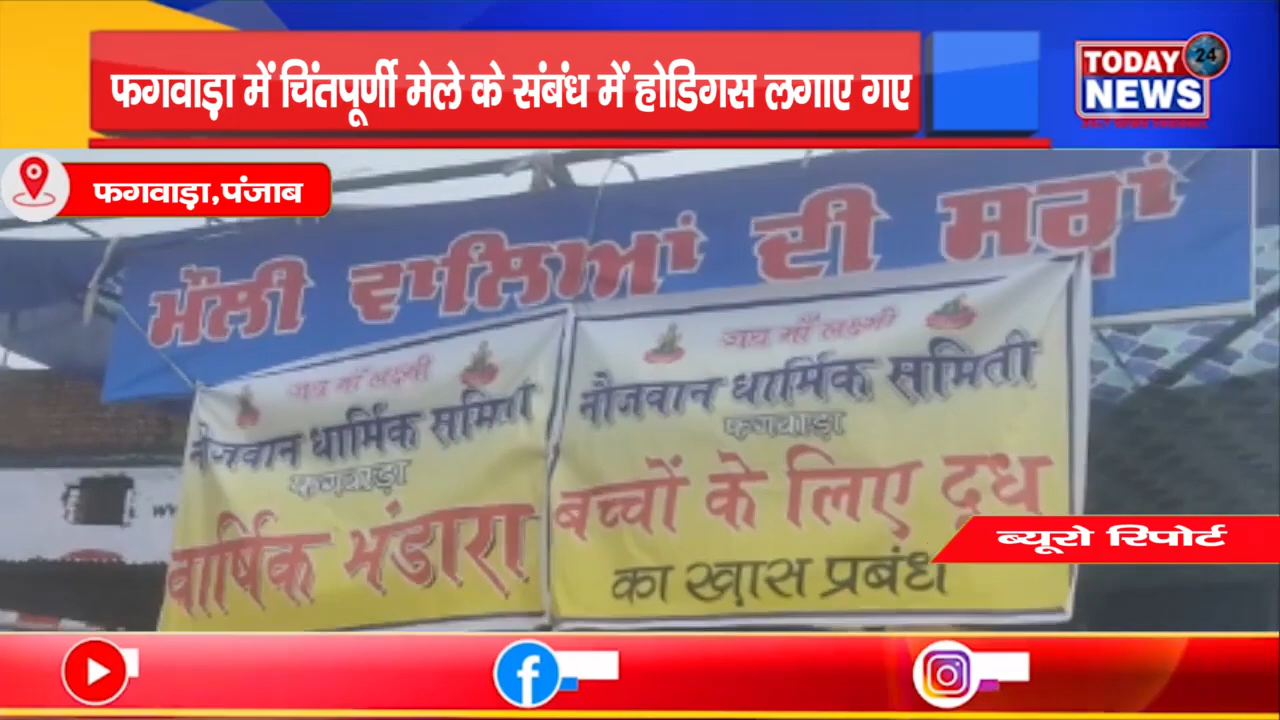 फगवाड़ा में चिंतपूर्णी मेले के संबंध में होडिगस लगाए गए
TODAY 24
NEWS
फगवाड़ा,पंजाब
ਮੌਲੀ ਵਾਲਿਆਂ ਦੀ ਸਰਾਂ
जय माँ लक्ष्मी
नौजवान धार्मिक समिती
फगवाड़ा
वार्षिक भंडारा
जय माँ लक्ष्मी
नौजवान धार्मिक समिती
फगवाड़ा
बच्चों के लिए दूध
का खास प्रबंध
ब्यूरो रिपोर्ट